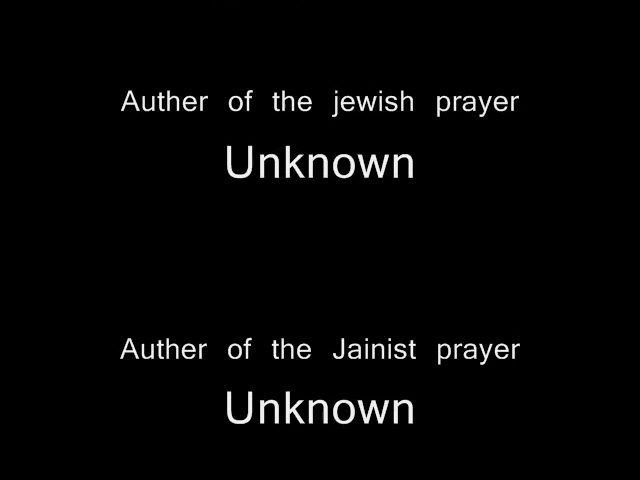 Auther of the jewish prayer
Unknown
Auther of the Jainist prayer
Unknown